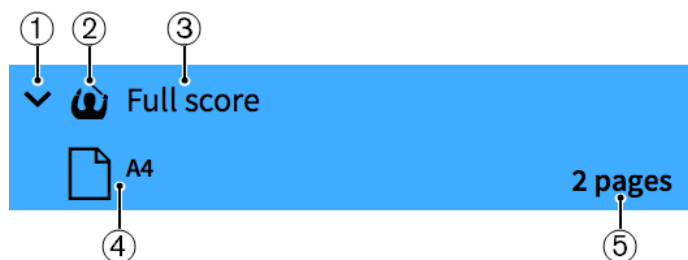 ① ② ③
Full score
A4
2 pages
④ ⑤